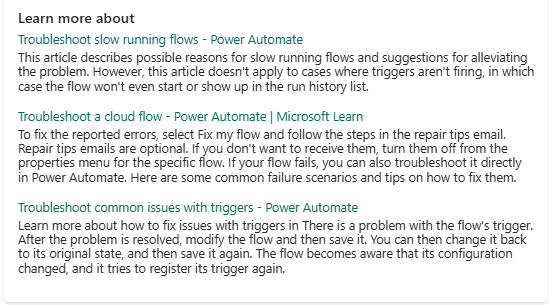 Learn more about
Troubleshoot slow running flows - Power Automate
This article describes possible reasons for slow running flows and suggestions for alleviating
the problem. However, this article doesn't apply to cases where triggers aren't firing, in which
case the flow won't even start or show up in the run history list.
Troubleshoot a cloud flow - Power Automate | Microsoft Learn
To fix the reported errors, select Fix my flow and follow the steps in the repair tips email.
Repair tips emails are optional. If you don't want to receive them, turn them off from the
properties menu for the specific flow. If your flow fails, you can also troubleshoot it directly
in Power Automate. Here are some common failure scenarios and tips on how to fix them.
Troubleshoot common issues with triggers - Power Automate
Learn more about how to fix issues with triggers in There is a problem with the flow's trigger.
After the problem is resolved, modify the flow and then save it. You can then change it back
to its original state, and then save it again. The flow becomes aware that its configuration
changed, and it tries to register its trigger again.